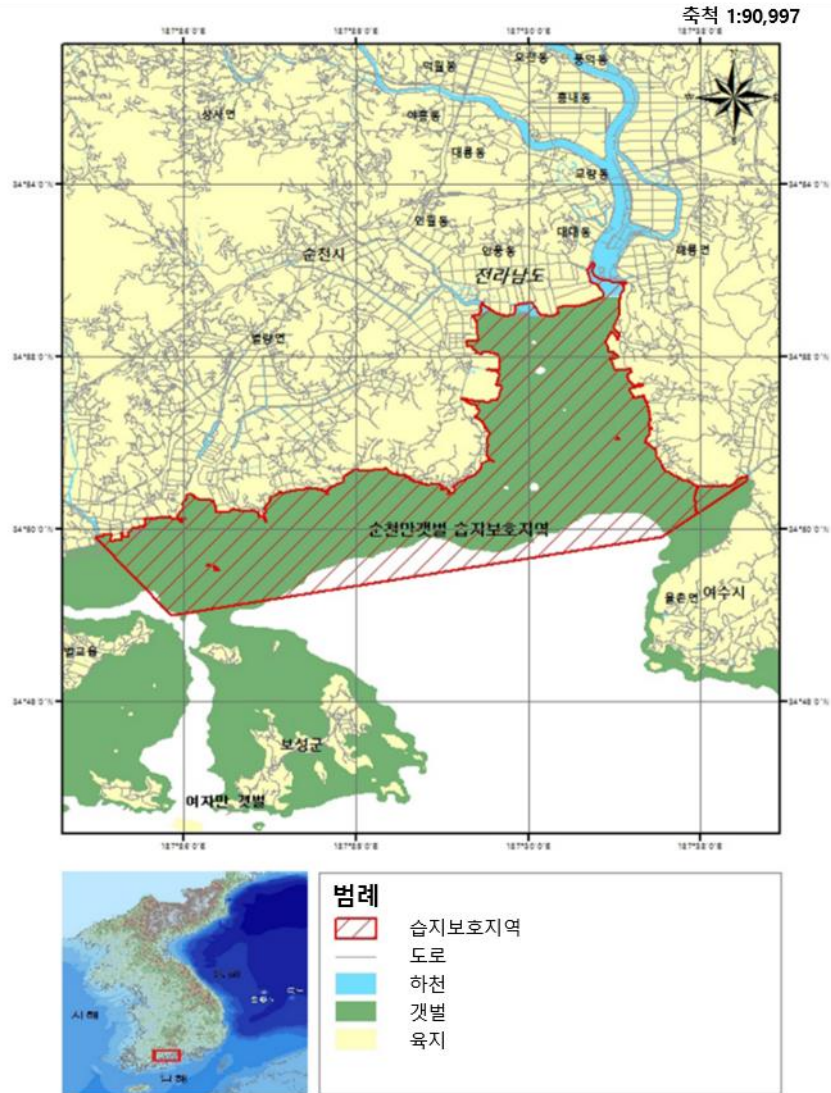 축척 1:90,997
오천동
풍덕동
덕월동
홍내동
상사면
야흥동
대룡동
교량동
인월동
대대동
순천시
안풍동
해룡면
전라남도
별량면
순천만갯벌 습지보호지역
율촌면
여수시
벌교읍
보성군
여자만 갯벌
범례
습지보호지역
도로
하천
갯벌
육지
서해
남해